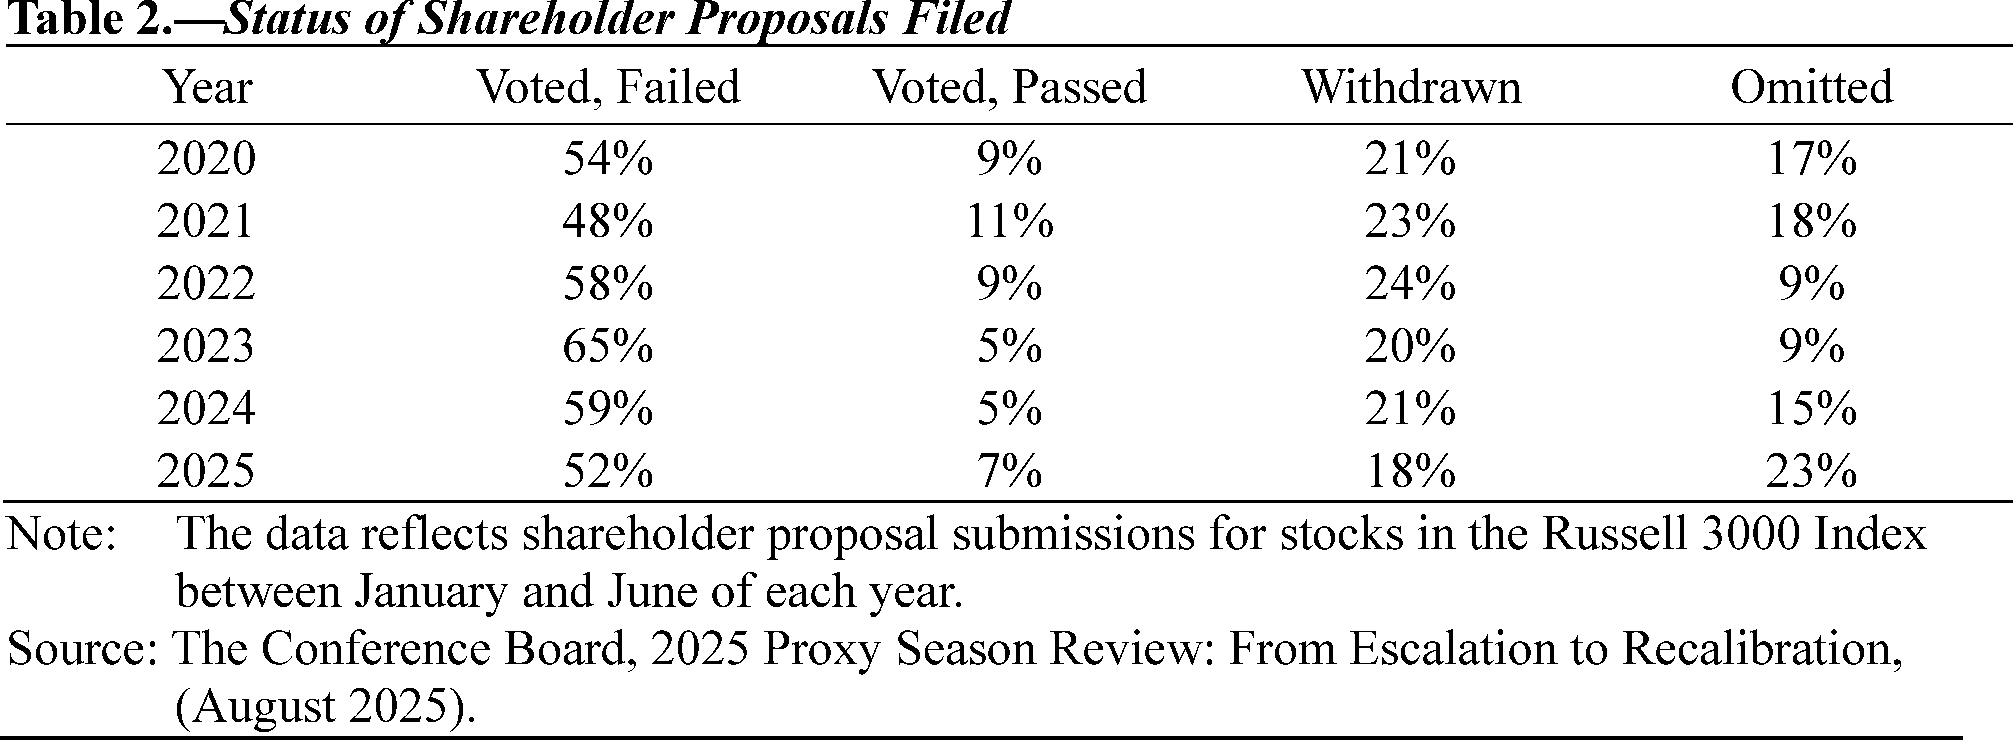 Table 2.—Status of Shareholder Proposals Filed
Year Voted, Failed Voted, Passed Withdrawn Omitted
2020 54% 9% 21% 17%
2021 48% 11% 23% 18%
2022 58% 9% 24% 9%
2023 65% 5% 20% 9%
2024 59% 5% 21% 15%
2025 52% 7% 18% 23%
Note: The data reflects shareholder proposal submissions for stocks in the Russell 3000 Index
between January and June of each year.
Source: The Conference Board, 2025 Proxy Season Review: From Escalation to Recalibration,
(August 2025).